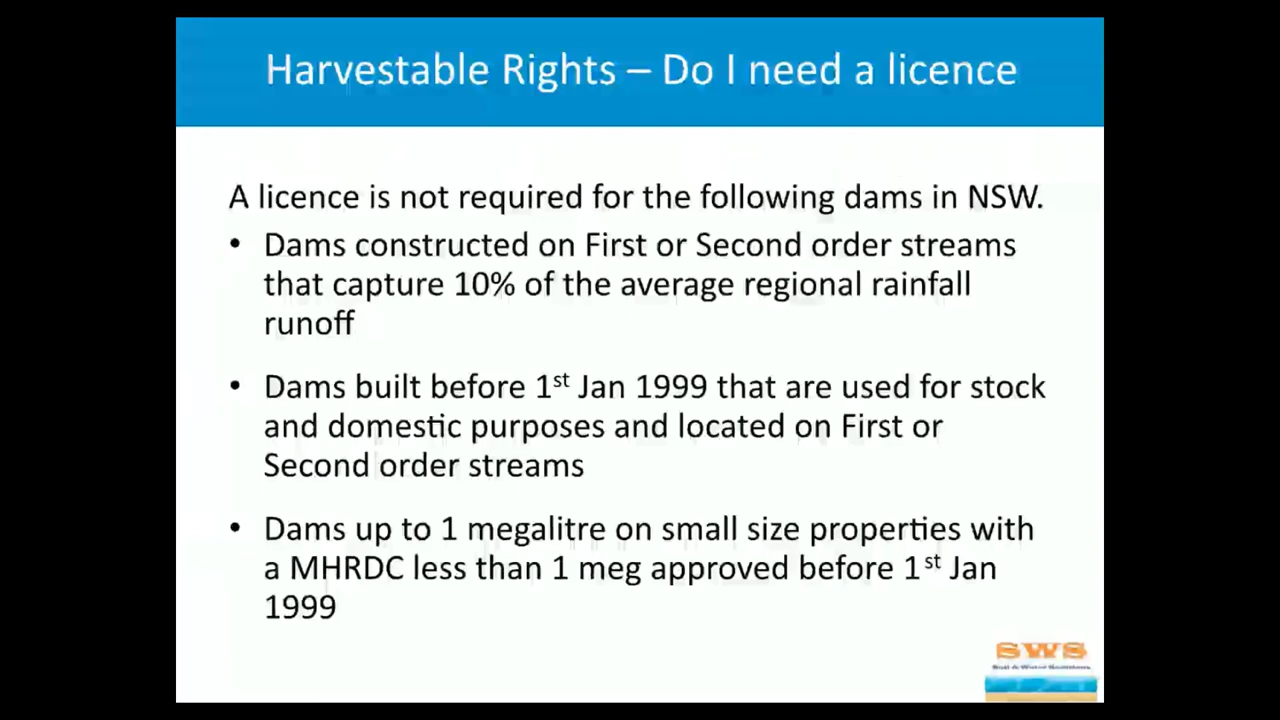 Harvestable Rights – Do I need a licence
A licence is not required for the following dams in NSW.
• Dams constructed on First or Second order streams
that capture 10% of the average regional rainfall
runoff
• Dams built before 1st Jan 1999 that are used for stock
and domestic purposes and located on First or
Second order streams
• Dams up to 1 megalitre on small size properties with
a MHRDC less than 1 meg approved before 1st Jan
1999
SWS
Soil & Water Solutions